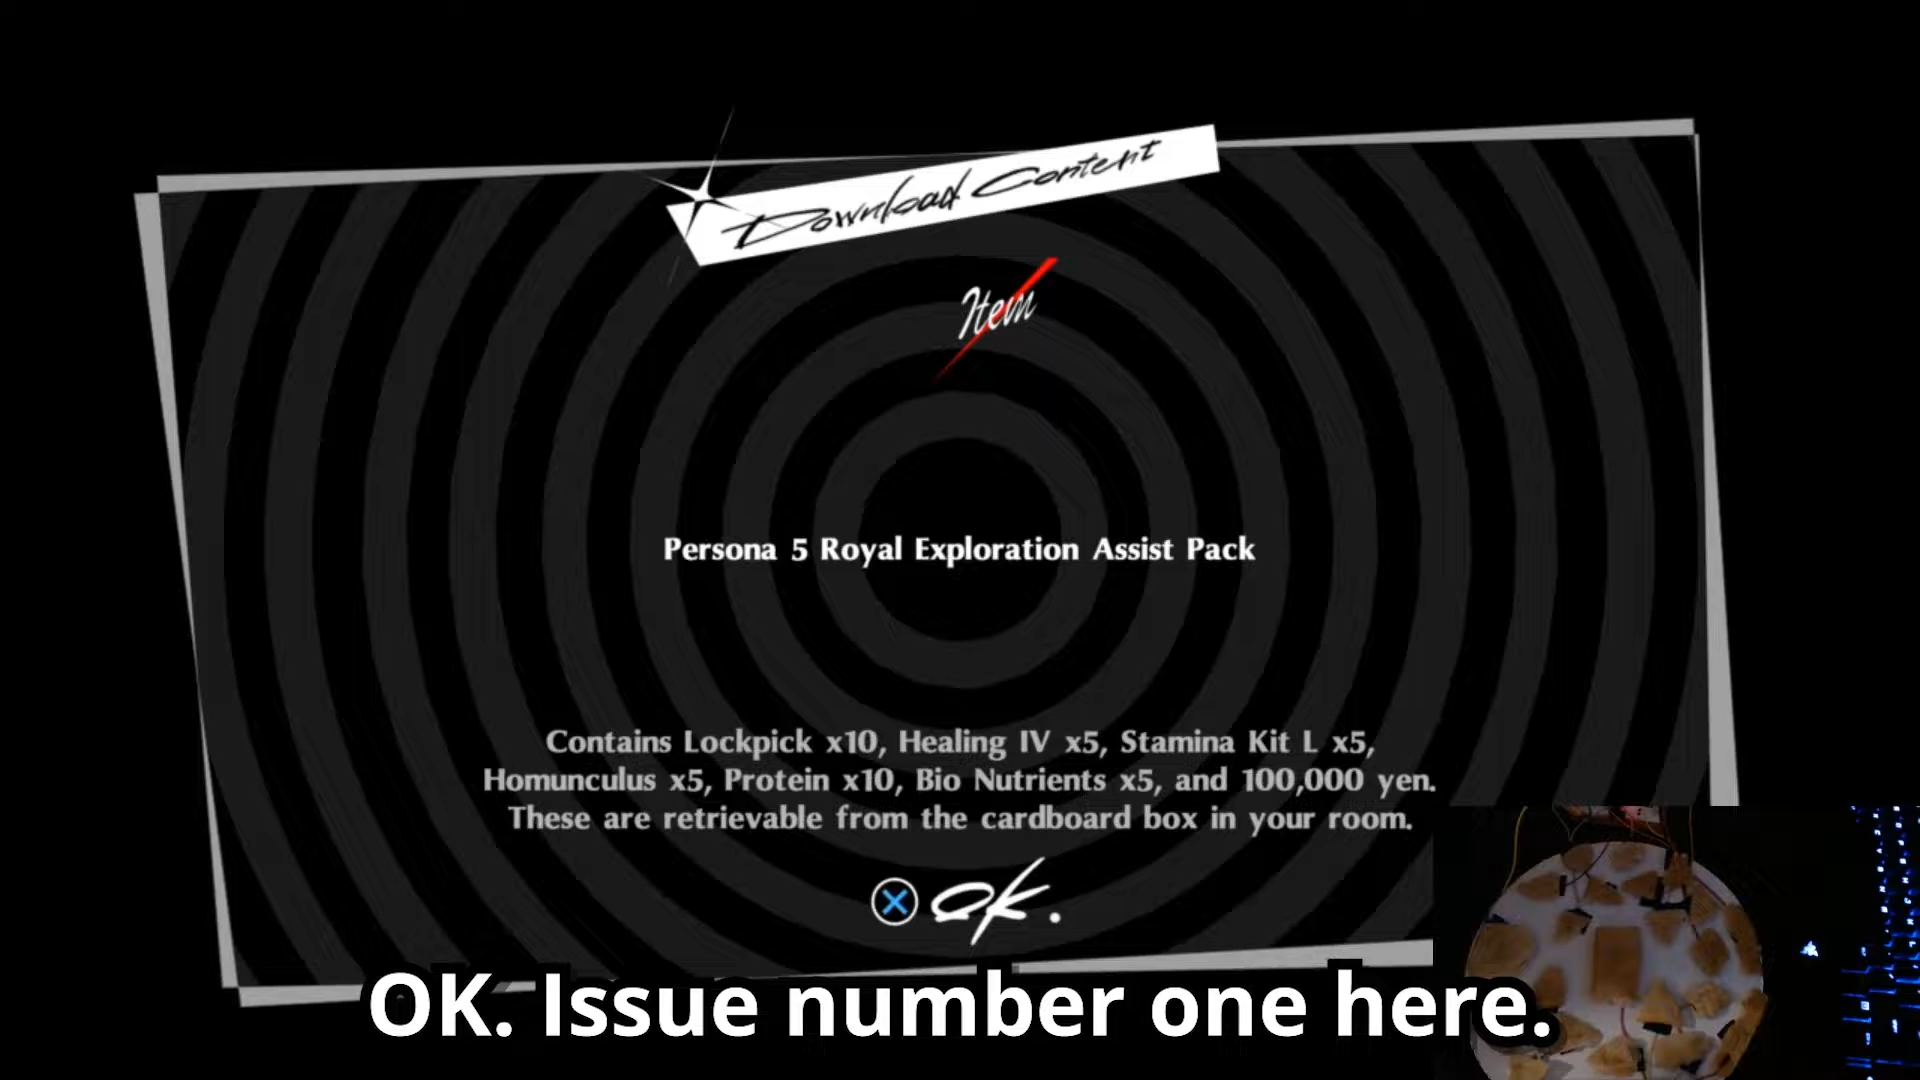 Download Content
Item
Persona 5 Royal Exploration Assist Pack
Contains Lockpick x10, Healing IV x5, Stamina Kit L x5,
Homunculus x5, Protein x10, Bio Nutrients x5, and 100,000 yen.
These are retrievable from the cardboard box in your room.
OK.
OK. Issue number one here.